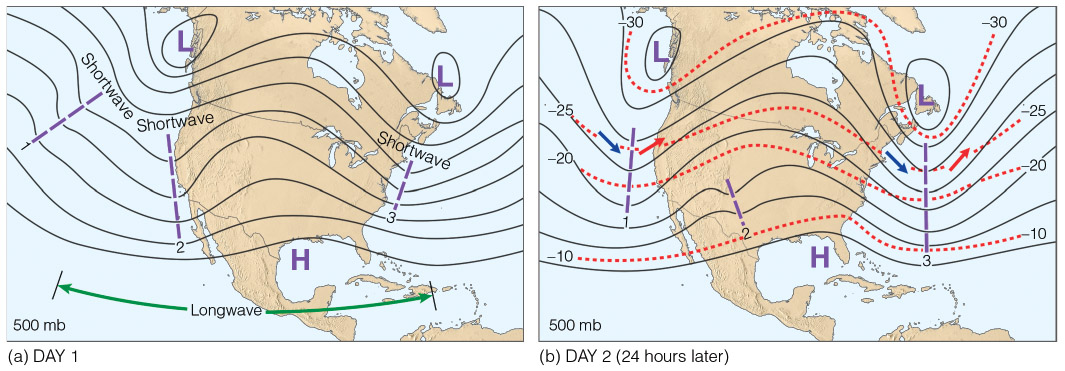 L
L
Shortwave
Shortwave
Shortwave
1
2
3
H
Longwave
500 mb
(a) DAY 1
–30
–30
L
L
–25
–25
–20
–20
1
2
3
–10
–10
H
500 mb
(b) DAY 2 (24 hours later)